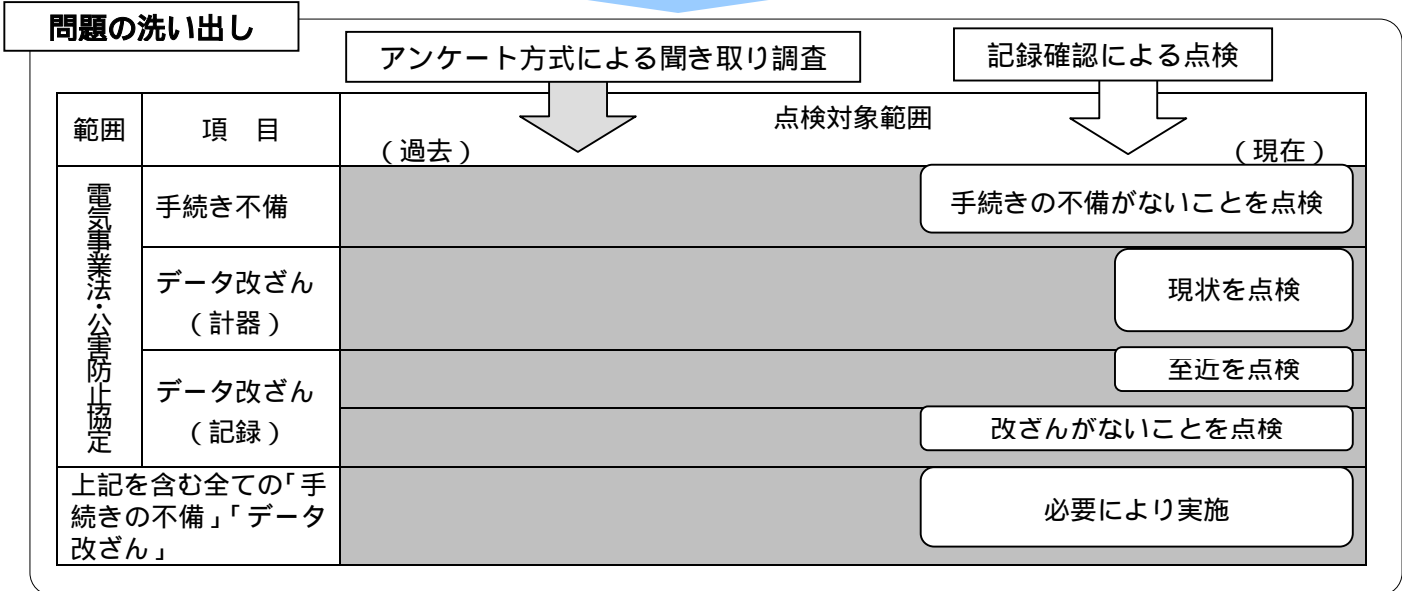 問題の洗い出し
アンケート方式による聞き取り調査
記録確認による点検
範囲
項　目
点検対象範囲
（過去）
（現在）
電気事業法・公害防止協定
手続き不備
手続きの不備がないことを点検
データ改ざん
（計器）
現状を点検
データ改ざん
（記録）
至近を点検
改ざんがないことを点検
上記を含む全ての「手
続きの不備」「データ
改ざん」
必要により実施